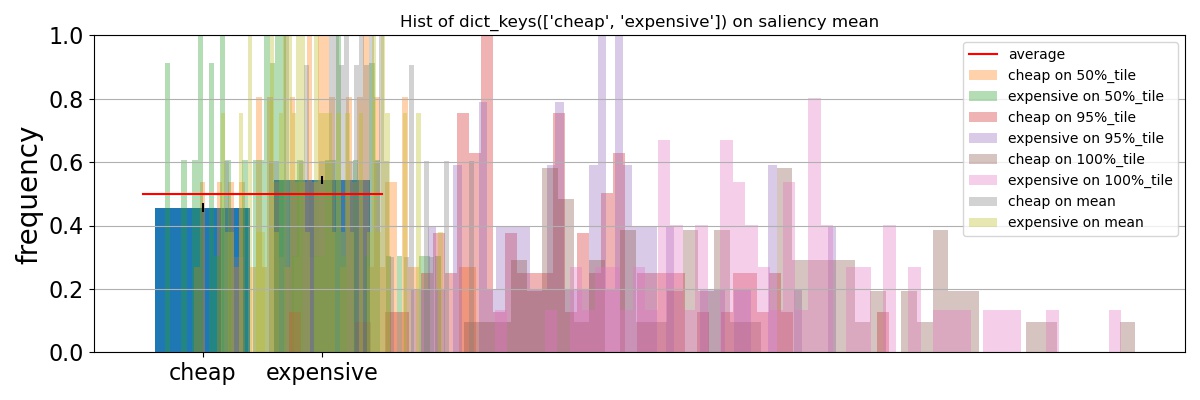 Hist of dict_keys(['cheap', 'expensive']) on saliency mean
frequency
1.0
0.8
0.6
0.4
0.2
0.0
cheap
expensive
average
cheap on 50%_tile
expensive on 50%_tile
cheap on 95%_tile
expensive on 95%_tile
cheap on 100%_tile
expensive on 100%_tile
cheap on mean
expensive on mean